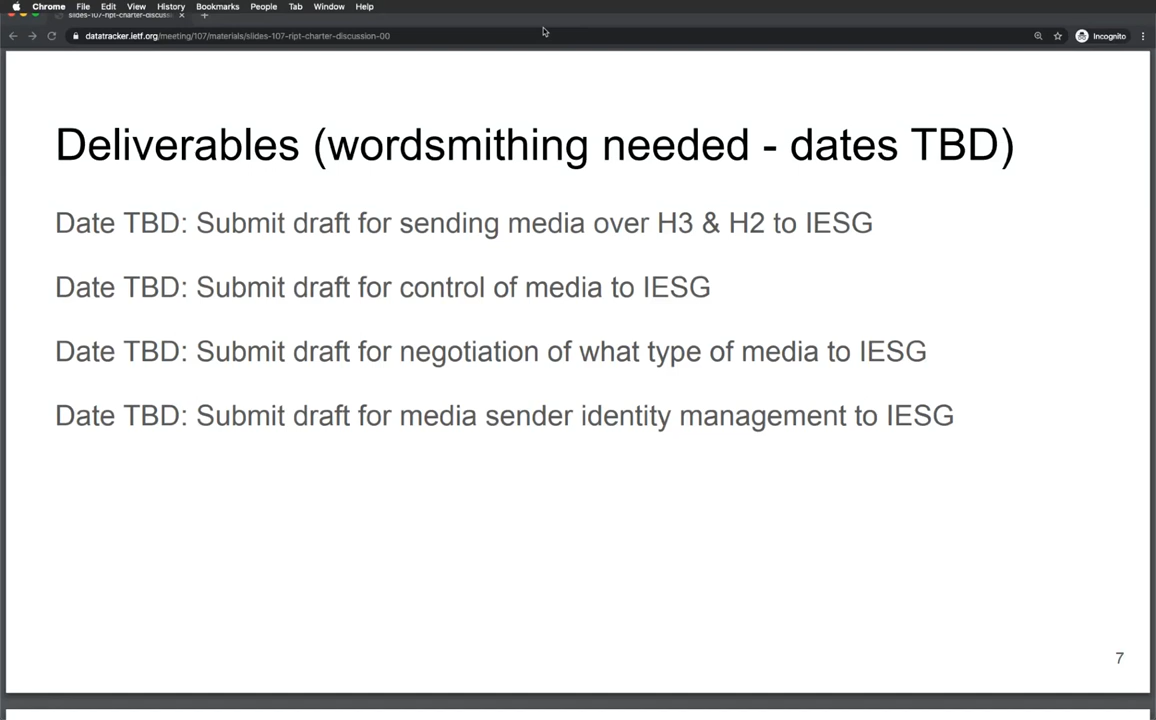 Chrome File Edit View History Bookmarks People Tab Window Help
slides-107-ript-charter-discuss
datatracker.ietf.org/meeting/107/materials/slides-107-ript-charter-discussion-00
Incognito
Deliverables (wordsmithing needed - dates TBD)
Date TBD: Submit draft for sending media over H3 & H2 to IESG
Date TBD: Submit draft for control of media to IESG
Date TBD: Submit draft for negotiation of what type of media to IESG
Date TBD: Submit draft for media sender identity management to IESG
7